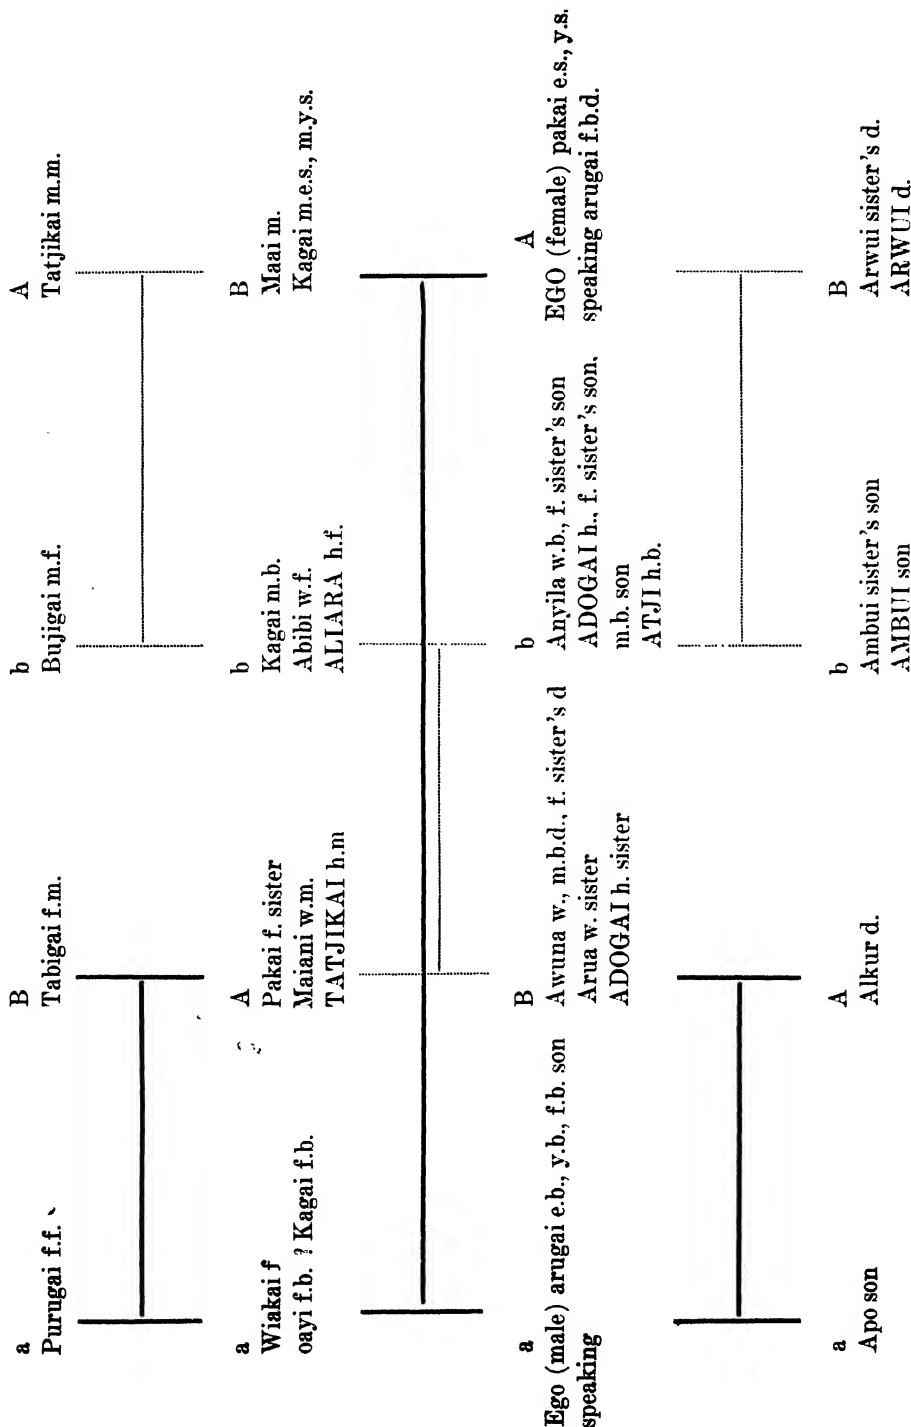 a
Purugai f.f.
B
Tabigai f.m.
b
Bujigai m.f.
A
Tatjikai m.m.
a
Wiakai f
oayi f.b. ? Kagai f.b.
A
Pakai f. sister
Maiani w.m.
TATJIKAI h.m
b
Kagai m.b.
Abibi w.f.
ALIARA h.f.
B
Maai m.
Kagai m.e.s., m.y.s.
a
Ego (male) arugai e.b., y.b., f.b. son
speaking
B
Awuna w., m.b.d., f. sister's d
Arua w. sister
ADOGAI h. sister
b
Anyila w.b., f. sister's son
ADOGAI h., f. sister's son.
m.b. son
ATJI h.b.
A
EGO (female) pakai e.s., y.s.
speaking arugai f.b.d.
a
Apo son
A
Alkur d.
b
Ambui sister's son
AMBUI son
B
Arwui sister's d.
ARWUI d.